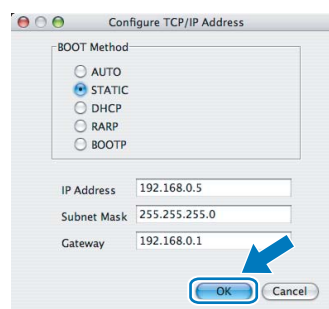 Configure TCP/IP Address
BOOT Method
AUTO
STATIC
DHCP
RARP
BOOTP
IP Address 192.168.0.5
Subnet Mask 255.255.255.0
Gateway 192.168.0.1
OK Cancel